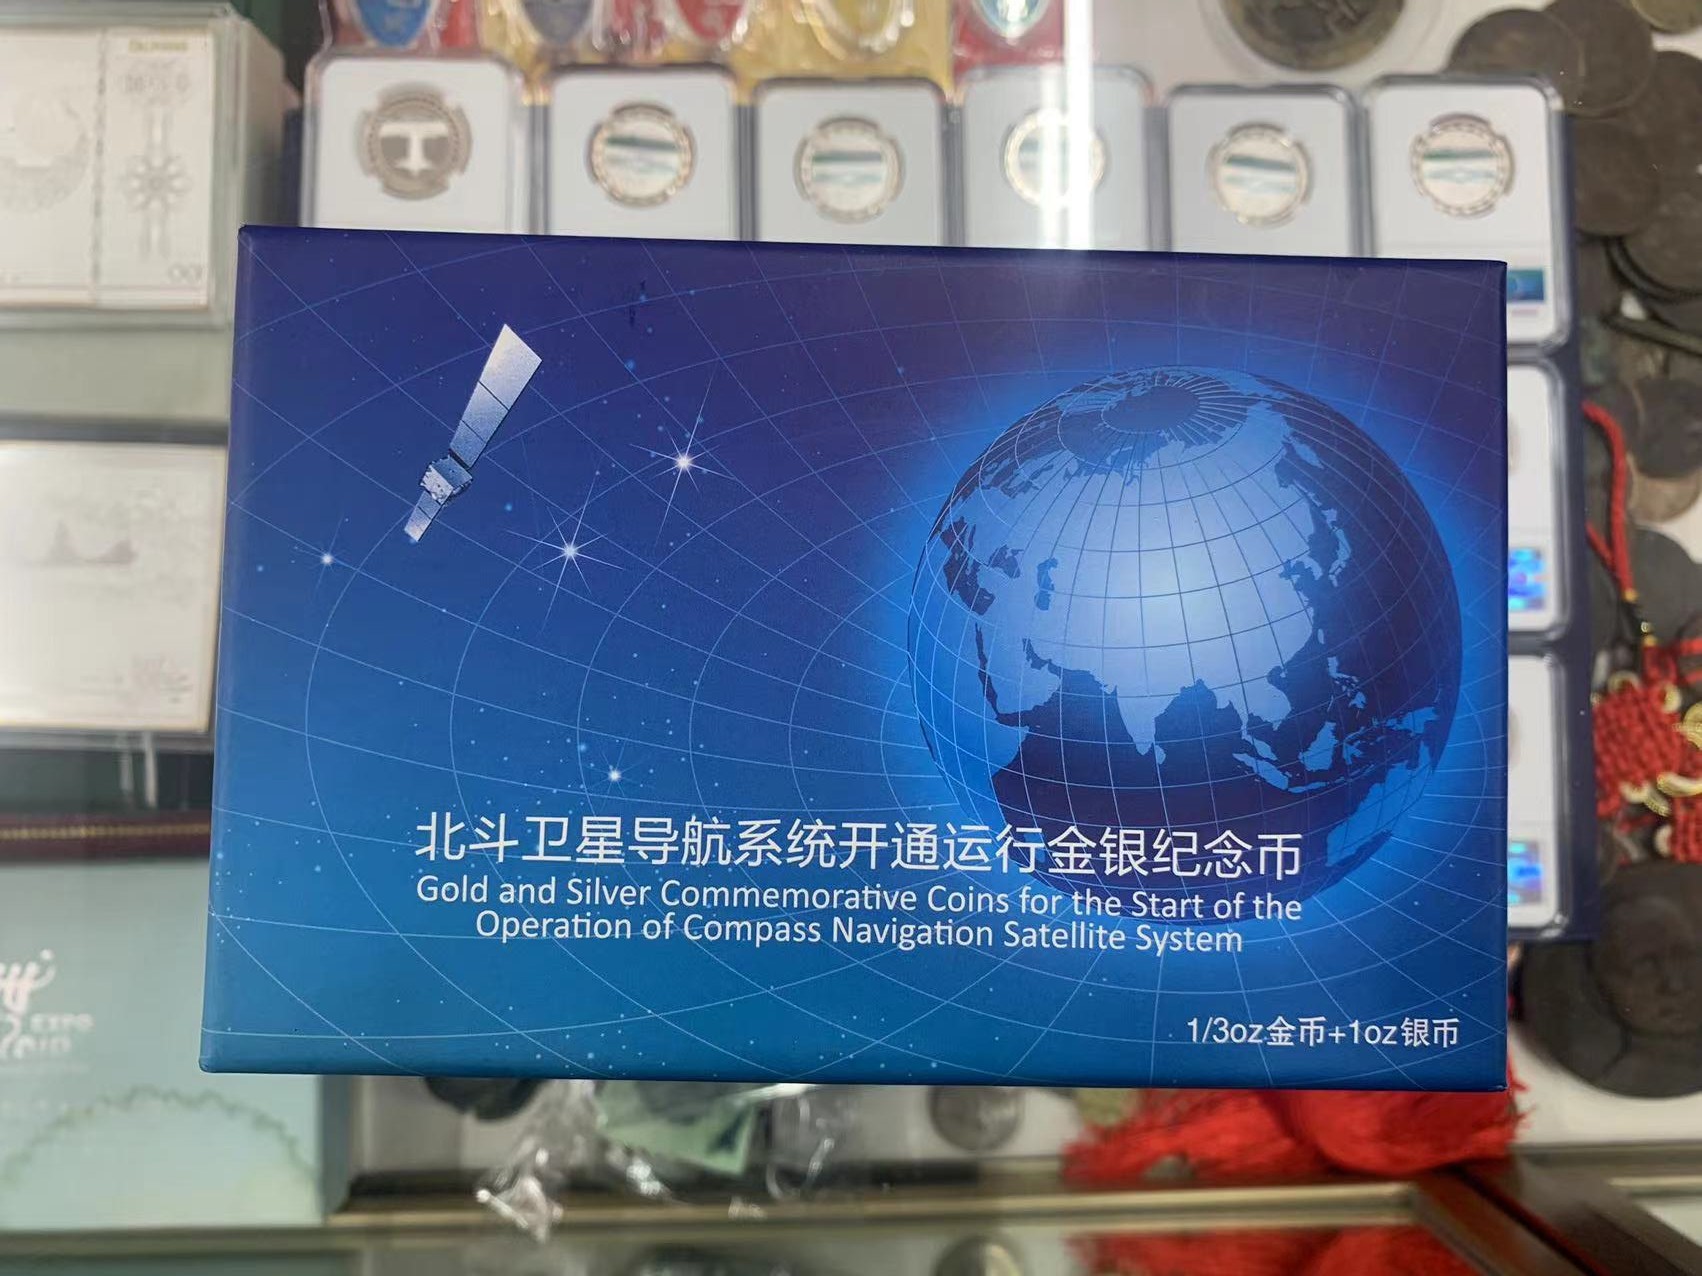 北斗卫星导航系统开通运行金银纪念币
Gold and Silver Commemorative Coins for the Start of the
Operation of Compass Navigation Satellite System
1/3oz金币+1oz银币